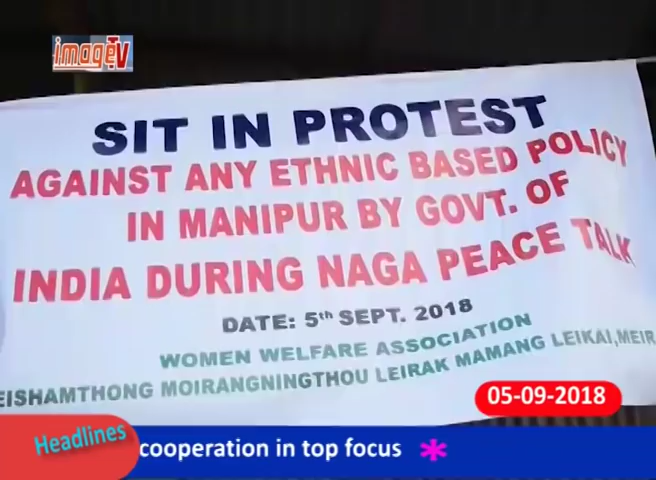 imageTV
SIT IN PROTEST
AGAINST ANY ETHNIC BASED POLICY
IN MANIPUR BY GOVT. OF
INDIA DURING NAGA PEACE TALK
DATE: 5th SEPT. 2018
WOMEN WELFARE ASSOCIATION
EISHAMTHONG MOIRANGNINGTHOU LEIRAK MAMANG LEIKAI, MEIR
05-09-2018
Headlines
cooperation in top focus